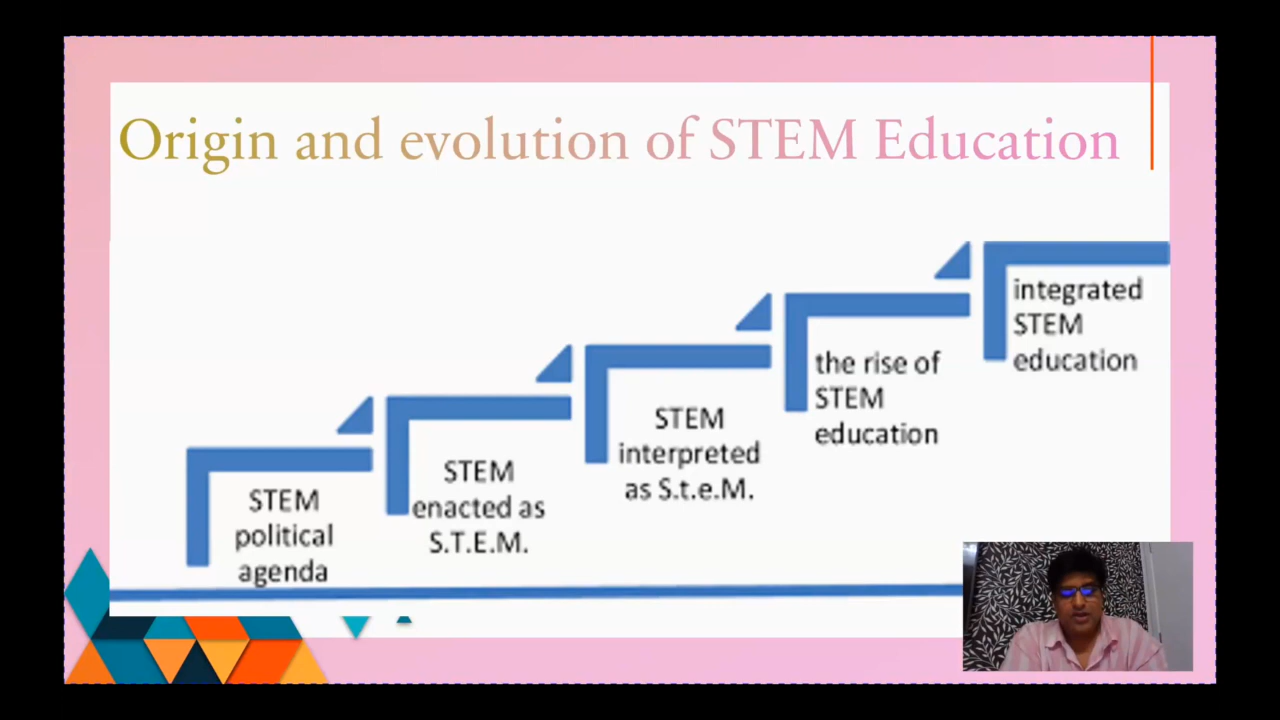 Origin and evolution of STEM Education
STEM
political
agenda
STEM
enacted as
S.T.E.M.
STEM
interpreted
as S.t.e.M.
the rise of
STEM
education
integrated
STEM
education